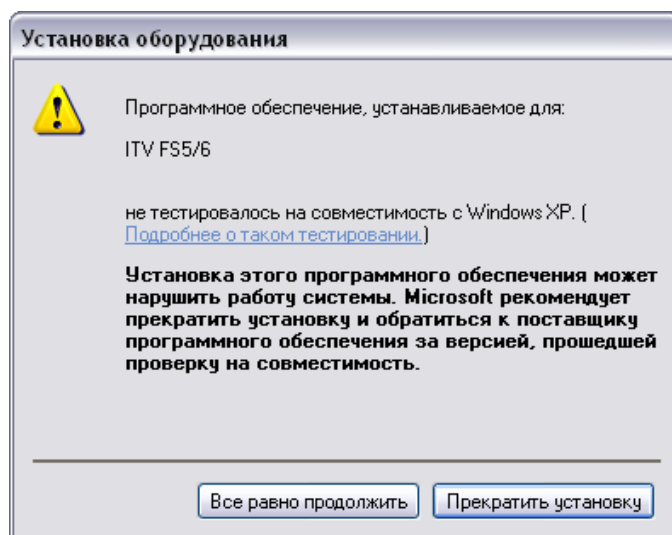 Установка оборудования
Программное обеспечение, устанавливаемое для:
ITV FS5/6
не тестировалось на совместимость с Windows XP. (
Подробнее о таком тестировании.)
Установка этого программного обеспечения может
нарушить работу системы. Microsoft рекомендует
прекратить установку и обратиться к поставщику
программного обеспечения за версией, прошедшей
проверку на совместимость.
Все равно продолжить
Прекратить установку